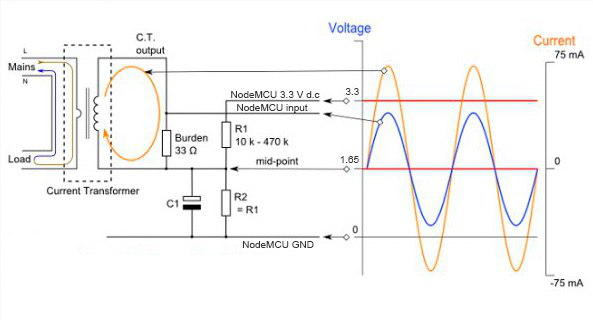 Voltage
Current
C.T.
output
75 mA
L
Mains
N
NodeMCU 3.3 V d.c
3.3
NodeMCU input
R1
10 k - 470 k
Burden
33 Ω
Load
mid-point
1.65
0
Current Transformer
C1
R2
= R1
0
NodeMCU GND
-75 mA